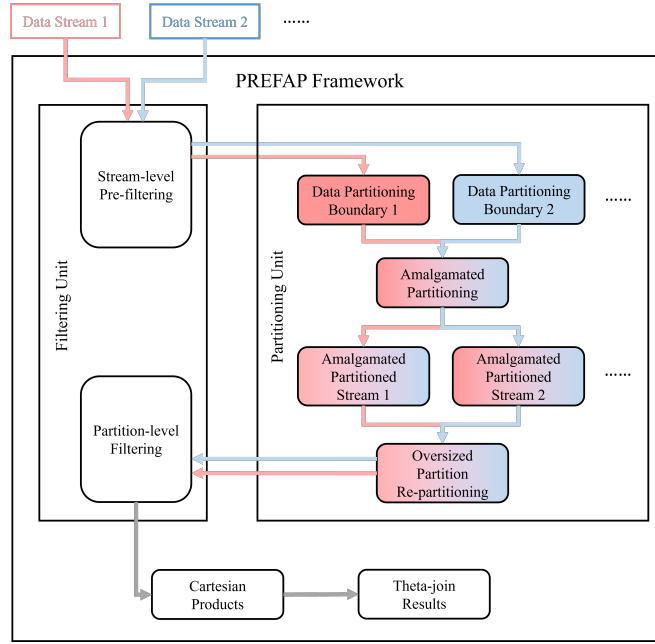 Data Stream 1
Data Stream 2
......
PREFAP Framework
Filtering Unit
Stream-level
Pre-filtering
Partition-level
Filtering
Partitioning Unit
Data Partitioning
Boundary 1
Data Partitioning
Boundary 2
......
Amalgamated
Partitioning
Amalgamated
Partitioned
Stream 1
Amalgamated
Partitioned
Stream 2
......
Oversized
Partition
Re-partitioning
Cartesian
Products
Theta-join
Results